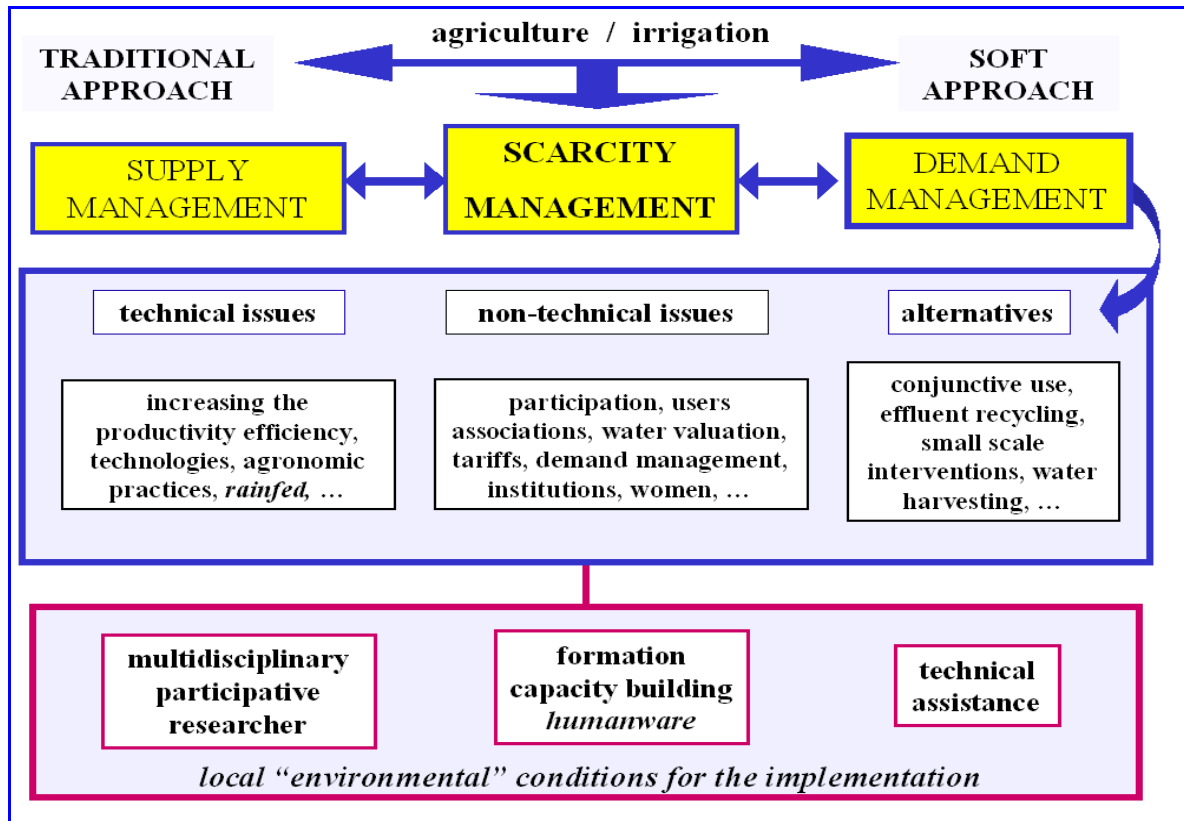 agriculture / irrigation
TRADITIONAL
APPROACH
SOFT
APPROACH
SUPPLY
MANAGEMENT
SCARCITY
MANAGEMENT
DEMAND
MANAGEMENT
technical issues
non-technical issues
alternatives
increasing the
productivity efficiency,
technologies, agronomic
practices, rainfed, …
participation, users
associations, water valuation,
tariffs, demand management,
institutions, women, …
conjunctive use,
effluent recycling,
small scale
interventions, water
harvesting, …
multidisciplinary
participative
researcher
formation
capacity building
humanware
technical
assistance
local “environmental” conditions for the implementation